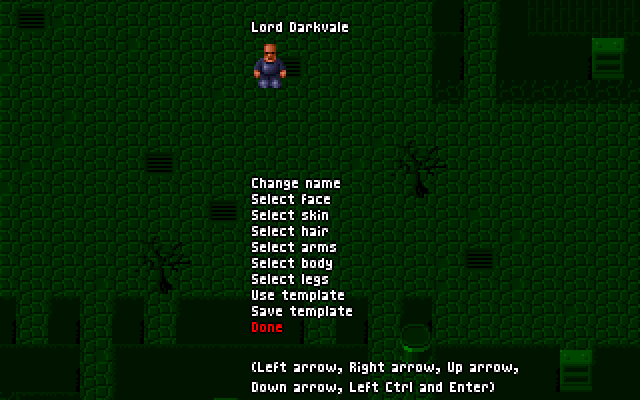 Lord Darkvale
Change name
Select face
Select skin
Select hair
Select arms
Select body
Select legs
Use template
Save template
Done
(Left arrow, Right arrow, Up arrow,
Down arrow, Left Ctrl and Enter)